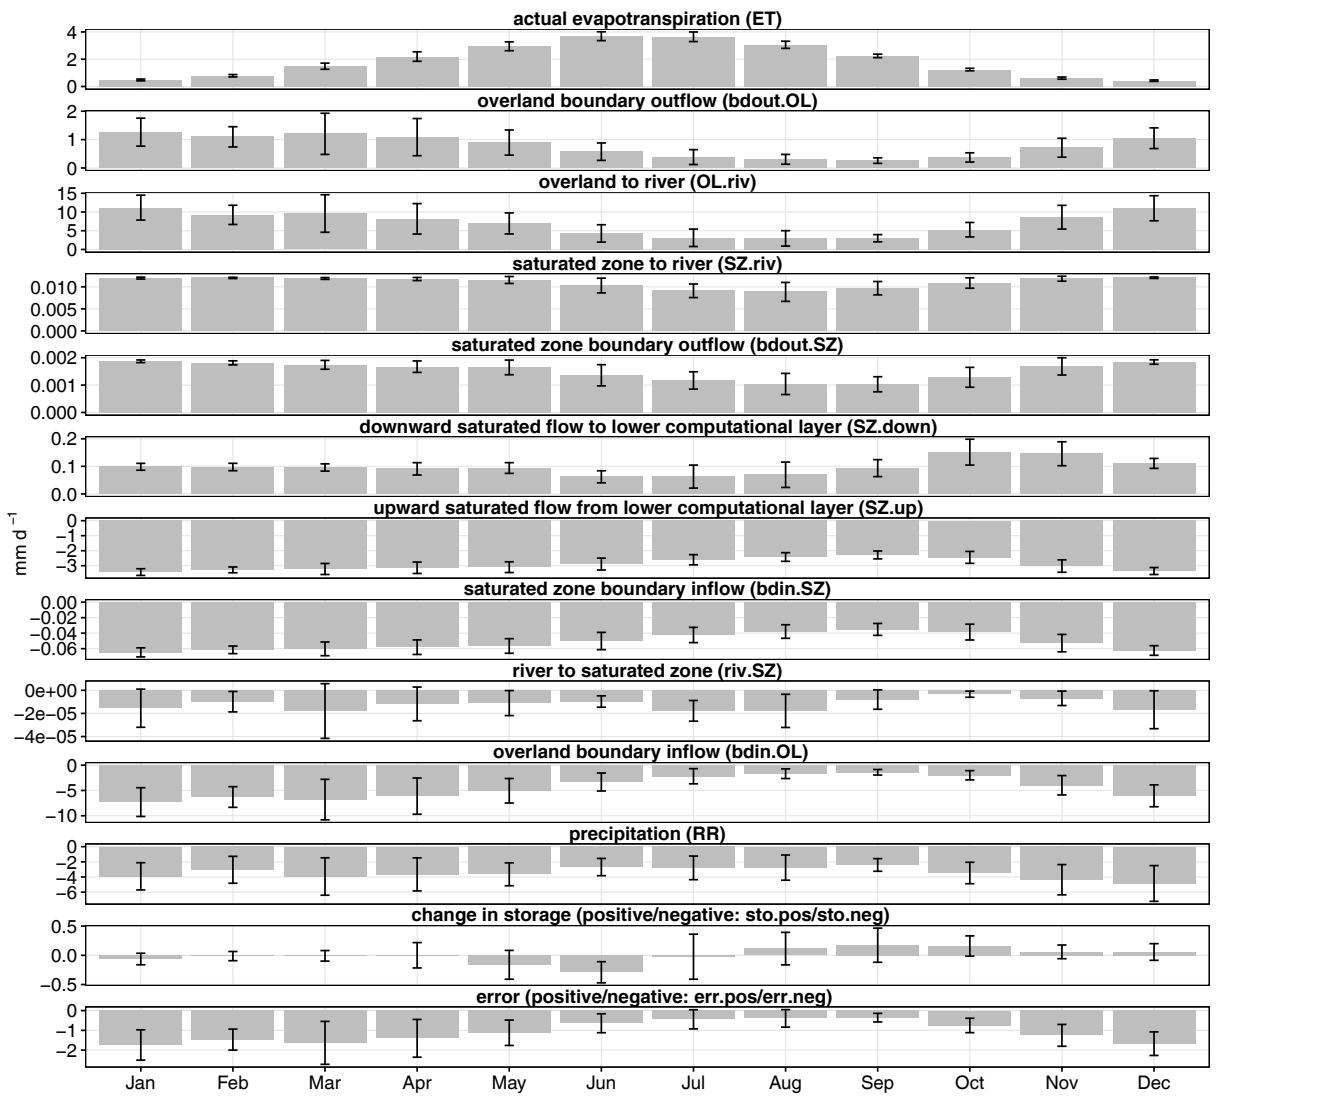 actual evapotranspiration (ET)
4
2
0
overland boundary outflow (bdout.OL)
2
1
0
overland to river (OL.riv)
15
10
5
0
saturated zone to river (SZ.riv)
0.010
0.005
0.000
saturated zone boundary outflow (bdout.SZ)
0.002
0.001
0.000
downward saturated flow to lower computational layer (SZ.down)
0.2
0.1
0.0
upward saturated flow from lower computational layer (SZ.up)
0
−1
−2
−3
mm d⁻¹
saturated zone boundary inflow (bdin.SZ)
0.00
−0.02
−0.04
−0.06
river to saturated zone (riv.SZ)
0e+00
−2e−05
−4e−05
overland boundary inflow (bdin.OL)
0
−5
−10
precipitation (RR)
0
−2
−4
−6
change in storage (positive/negative: sto.pos/sto.neg)
0.5
0.0
−0.5
error (positive/negative: err.pos/err.neg)
0
−1
−2
Jan Feb Mar Apr May Jun Jul Aug Sep Oct Nov Dec